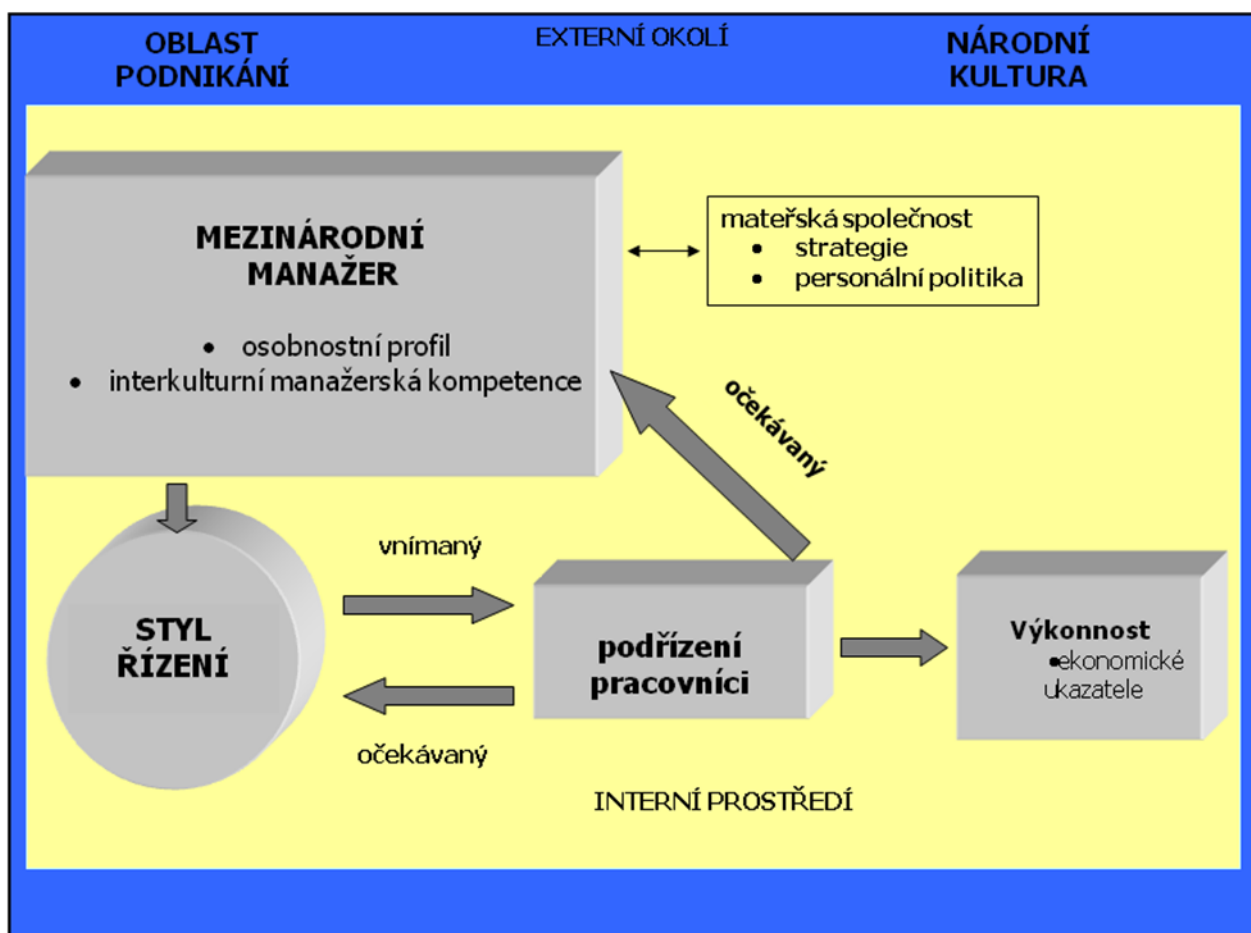 OBLAST
PODNIKÁNÍ
EXTERNÍ OKOLÍ
NÁRODNÍ
KULTURA
MEZINÁRODNÍ
MANAŽER
• osobnostní profil
• interkulturní manažerská kompetence
mateřská společnost
• strategie
• personální politika
očekávaný
STYL
ŘÍZENÍ
vnímaný
očekávaný
podřízení
pracovníci
Výkonnost
•ekonomické
ukazatele
INTERNÍ PROSTŘEDÍ